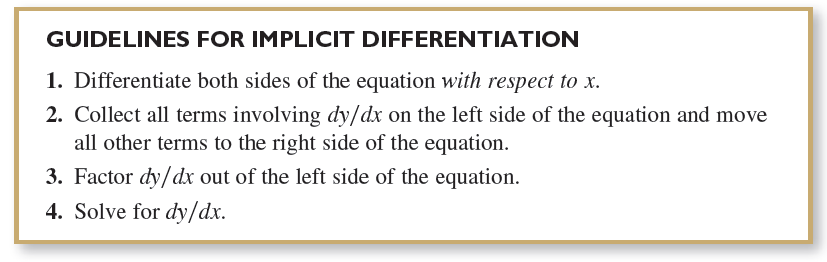 GUIDELINES FOR IMPLICIT DIFFERENTIATION
1. Differentiate both sides of the equation with respect to x.
2. Collect all terms involving dy/dx on the left side of the equation and move
all other terms to the right side of the equation.
3. Factor dy/dx out of the left side of the equation.
4. Solve for dy/dx.